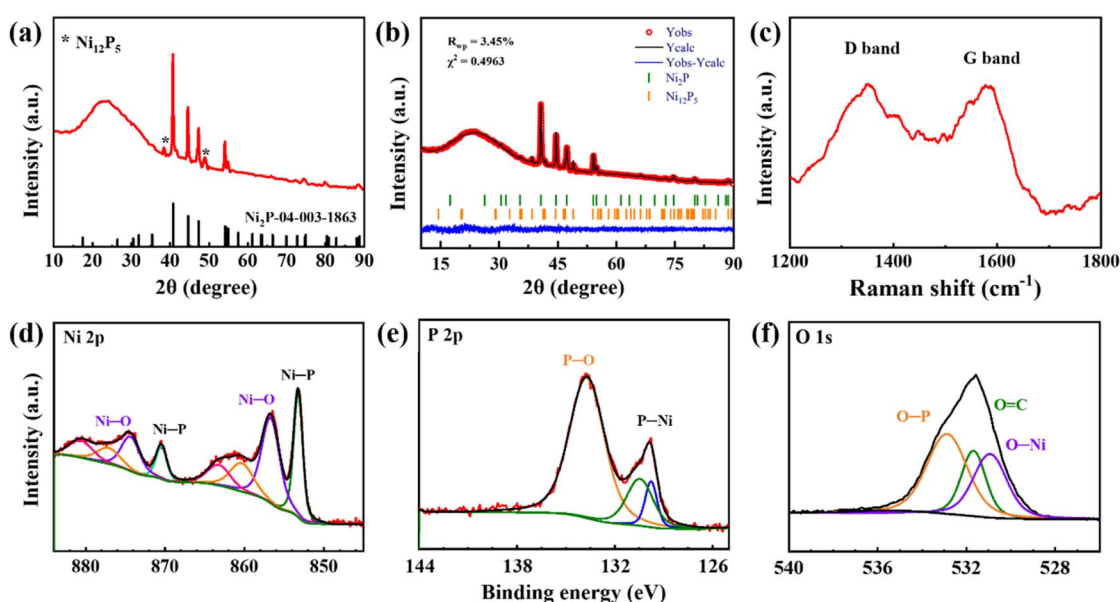 (a)
* Ni₁₂P₅
Intensity (a.u.)
Ni₂P-04-003-1863
10 20 30 40 50 60 70 80 90
2θ (degree)
(b)
R_wp = 3.45%
χ² = 0.4963
Yobs
Ycalc
Yobs-Ycalc
Ni₂P
Ni₁₂P₅
Intensity (a.u.)
15 30 45 60 75 90
2θ (degree)
(c)
D band
G band
Intensity (a.u.)
1200 1400 1600 1800
Raman shift (cm⁻¹)
(d)
Ni 2p
Ni—O
Ni—P
Ni—O
Ni—P
Intensity (a.u.)
880 870 860 850
(e)
P 2p
P—O
P—Ni
Intensity (a.u.)
144 138 132 126
Binding energy (eV)
(f)
O 1s
O—P
O=C
O—Ni
Intensity (a.u.)
540 536 532 528